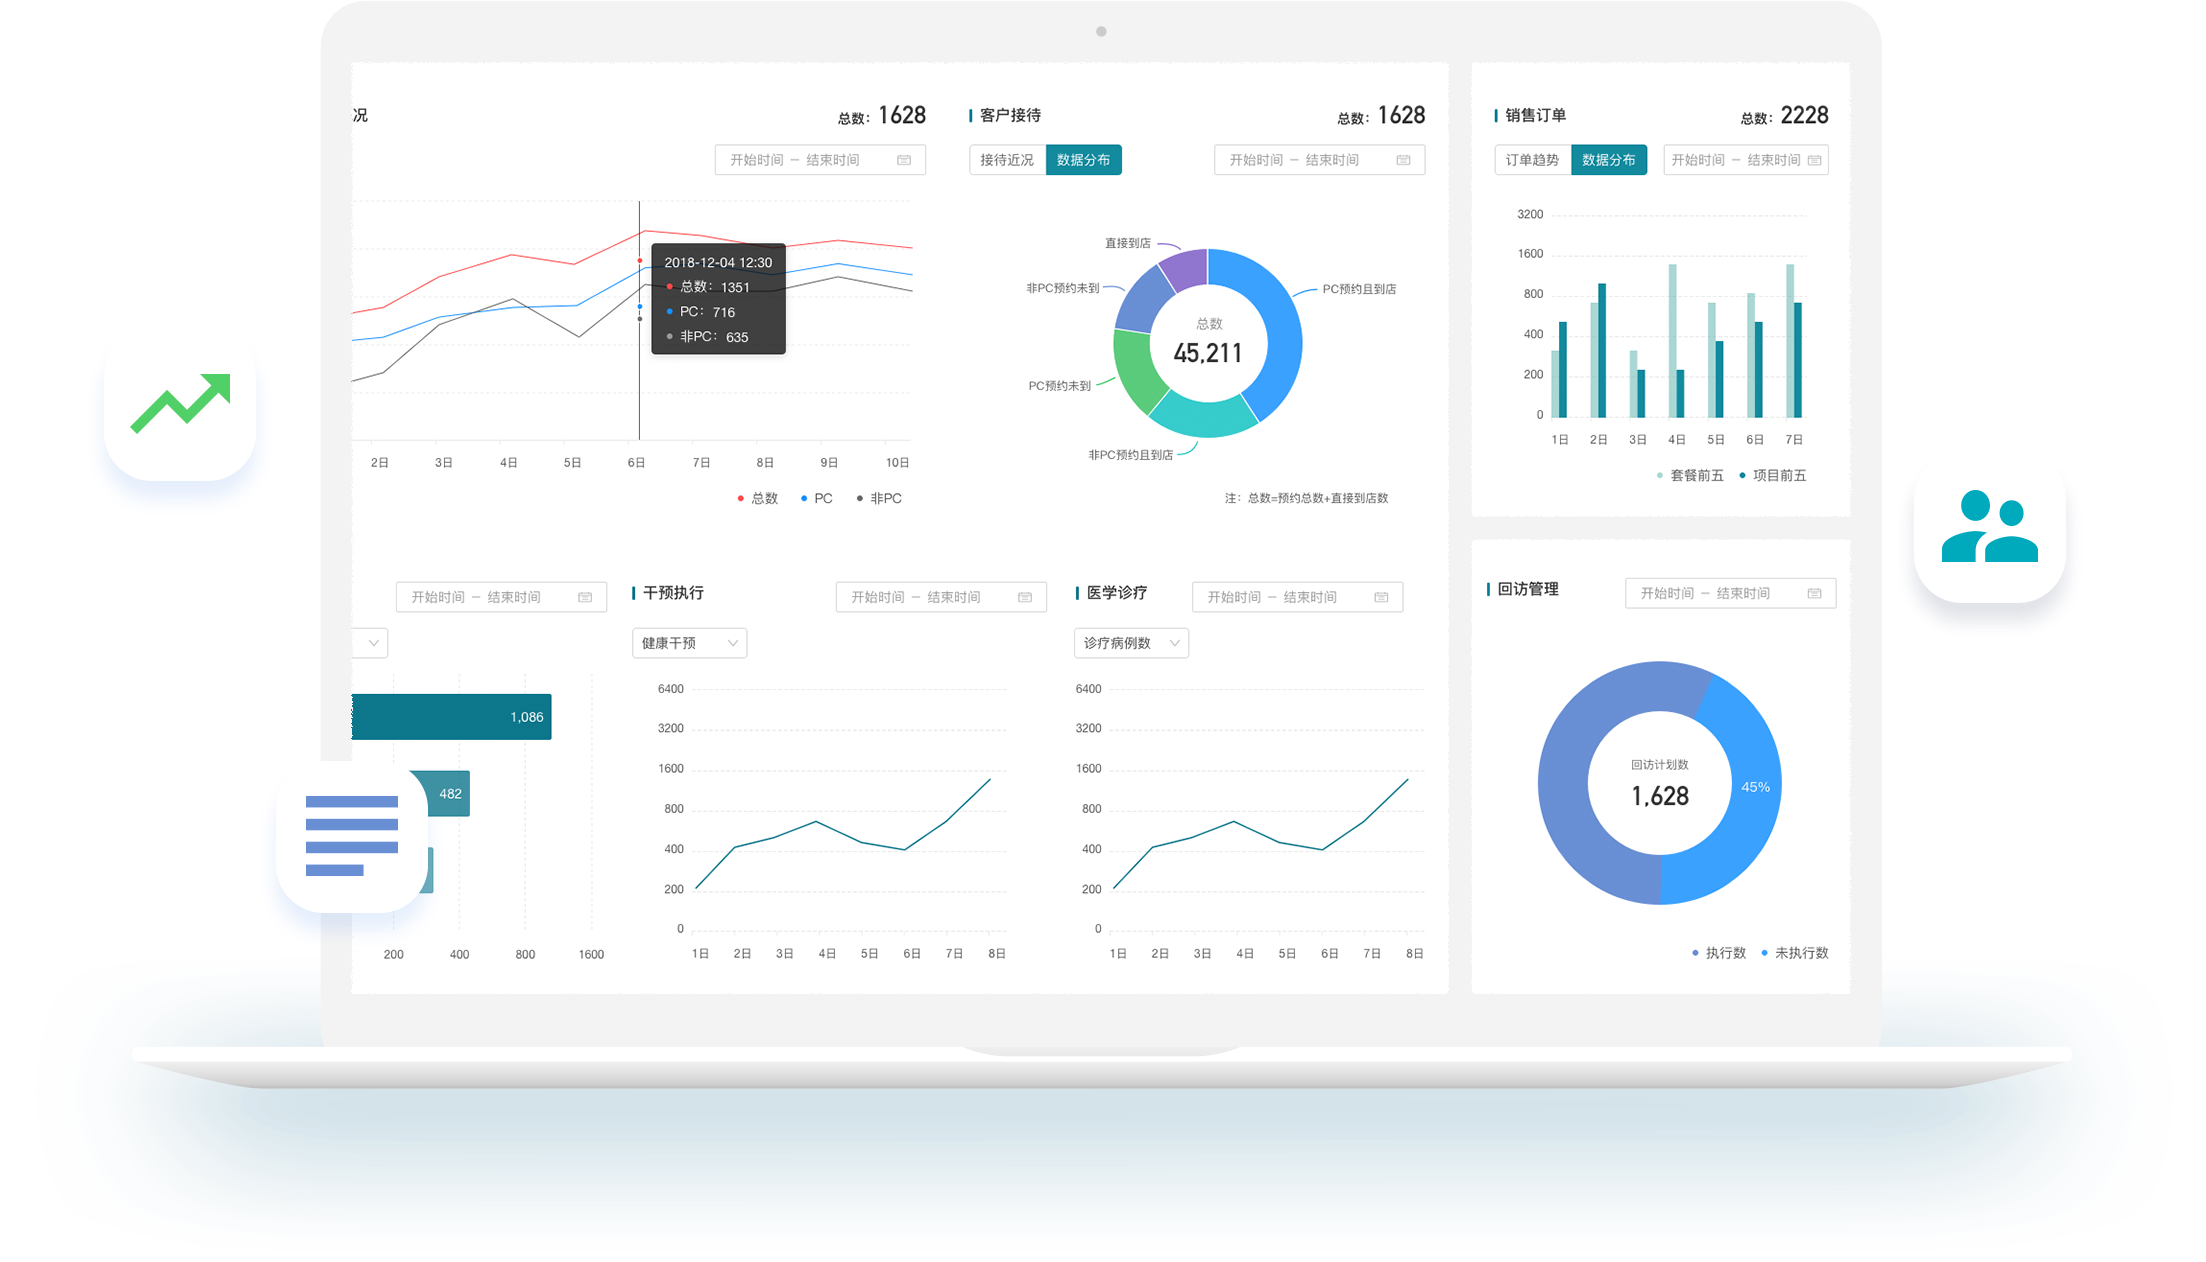 况
总数：1628
开始时间 – 结束时间
2018-12-04 12:30
总数：1351
PC：716
非PC：635
2日 3日 4日 5日 6日 7日 8日 9日 10日
总数 PC 非PC
客户接待
总数：1628
接待近况 数据分布
开始时间 – 结束时间
直接到店
非PC预约未到
PC预约且到店
总数
45,211
PC预约未到
非PC预约且到店
注：总数=预约总数+直接到店数
销售订单
总数：2228
订单趋势 数据分布
开始时间 – 结束时间
3200
1600
800
400
200
0
1日 2日 3日 4日 5日 6日 7日
套餐前五 项目前五
开始时间 – 结束时间
1,086
482
200 400 800 1600
干预执行
开始时间 – 结束时间
健康干预
6400
3200
1600
800
400
200
0
1日 2日 3日 4日 5日 6日 7日 8日
医学诊疗
开始时间 – 结束时间
诊疗病例数
6400
3200
1600
800
400
200
0
1日 2日 3日 4日 5日 6日 7日 8日
回访管理
开始时间 – 结束时间
回访计划数
1,628
45%
执行数 未执行数